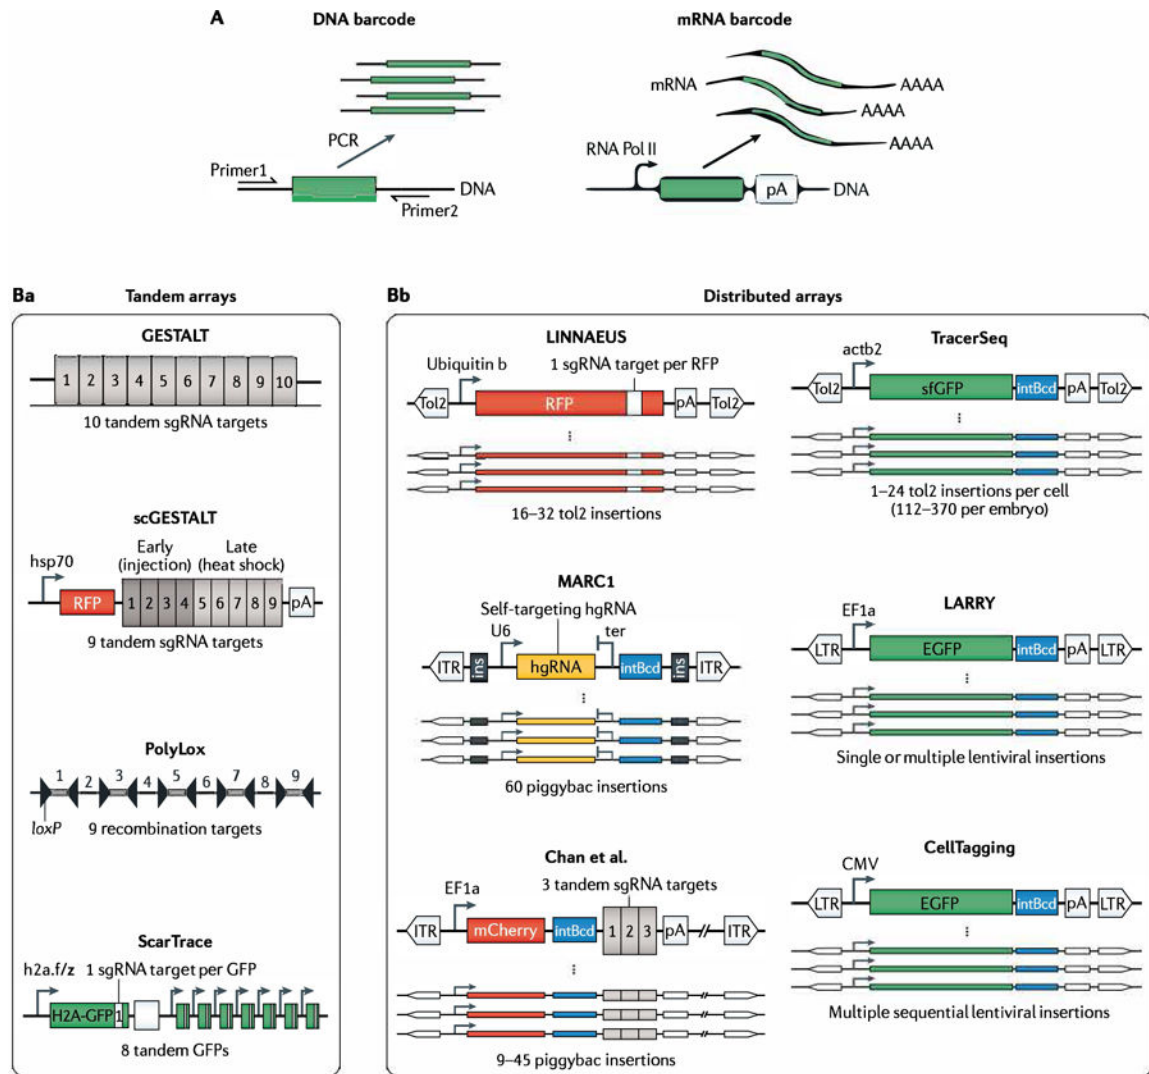 A
DNA barcode
mRNA barcode
mRNA
AAAA
AAAA
AAAA
PCR
RNA Pol II
Primer1
DNA
Primer2
pA
DNA
Ba
Tandem arrays
GESTALT
1 2 3 4 5 6 7 8 9 10
10 tandem sgRNA targets
scGESTALT
hsp70
Early
(injection)
Late
(heat shock)
RFP
1 2 3 4 5 6 7 8 9
pA
9 tandem sgRNA targets
PolyLox
1 2 3 4 5 6 7 8 9
loxP
9 recombination targets
ScarTrace
h2a.f/z
1 sgRNA target per GFP
H2A-GFP 1
8 tandem GFPs
Bb
Distributed arrays
LINNAEUS
Ubiquitin b
1 sgRNA target per RFP
Tol2 RFP pA Tol2
16–32 tol2 insertions
TracerSeq
actb2
Tol2 sfGFP intBcd pA Tol2
1–24 tol2 insertions per cell
(112–370 per embryo)
MARC1
Self-targeting hgRNA
U6
ter
ITR ins hgRNA intBcd ins ITR
60 piggybac insertions
LARRY
EF1a
LTR EGFP intBcd pA LTR
Single or multiple lentiviral insertions
Chan et al.
EF1a
3 tandem sgRNA targets
ITR mCherry intBcd 1 2 3 pA ITR
9–45 piggybac insertions
CellTagging
CMV
LTR EGFP intBcd pA LTR
Multiple sequential lentiviral insertions